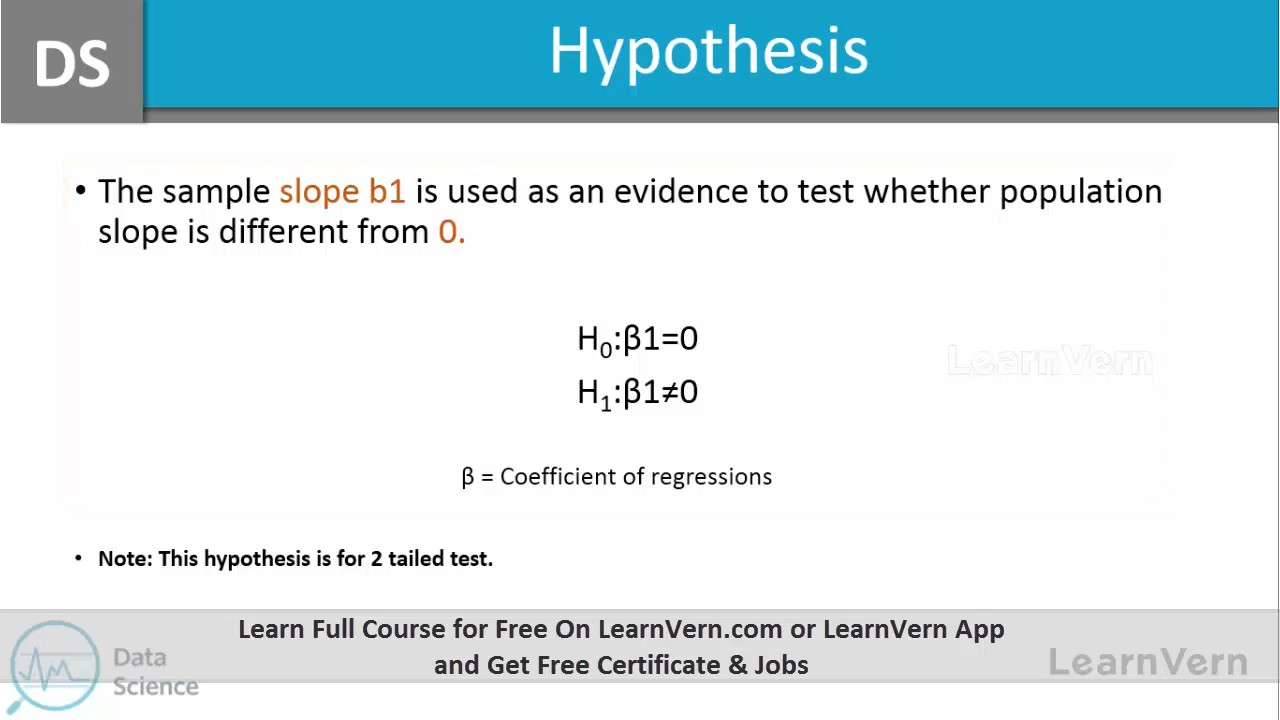 DS
Hypothesis
• The sample slope b1 is used as an evidence to test whether population
slope is different from 0.
H₀:β1=0
LearnVern
H₁:β1≠0
β = Coefficient of regressions
• Note: This hypothesis is for 2 tailed test.
Learn Full Course for Free On LearnVern.com or LearnVern App
and Get Free Certificate & Jobs
Data
Science
LearnVern